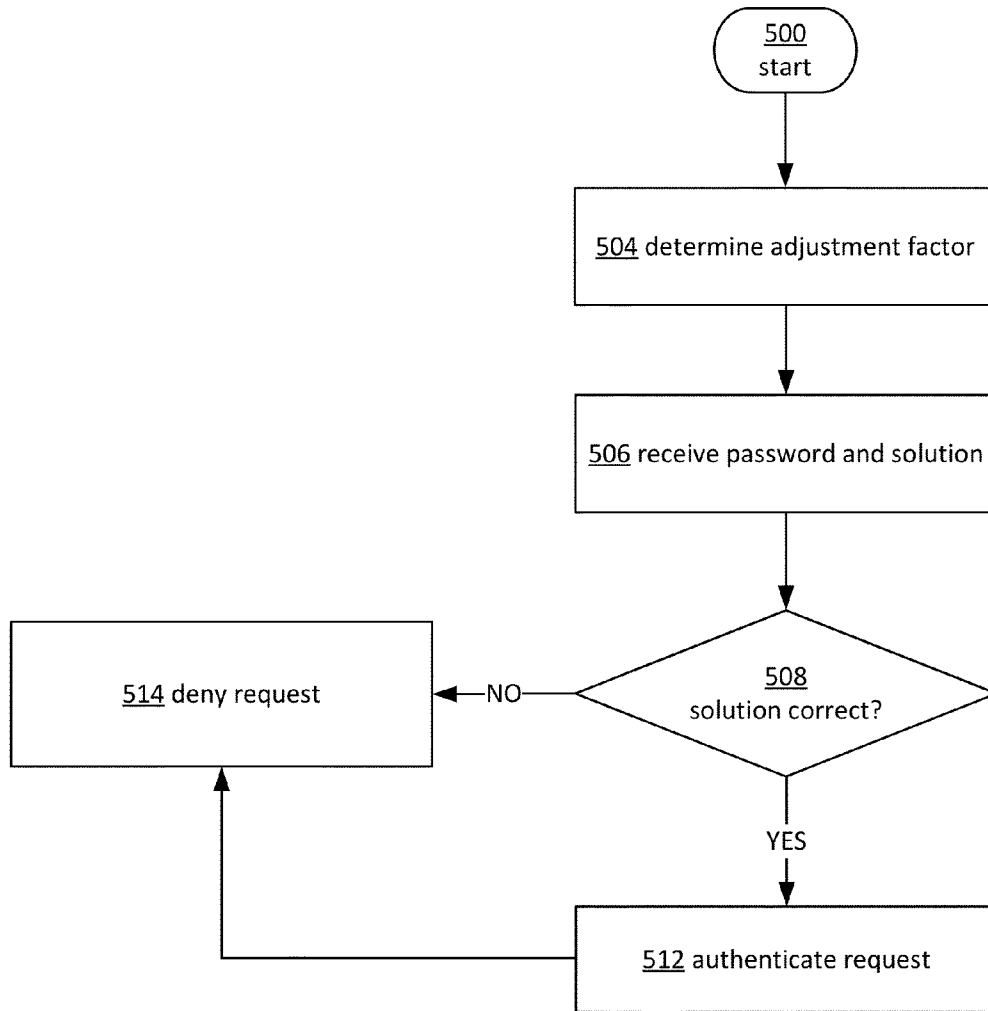 500
start
504 determine adjustment factor
506 receive password and solution
508
solution correct?
NO
514 deny request
YES
512 authenticate request